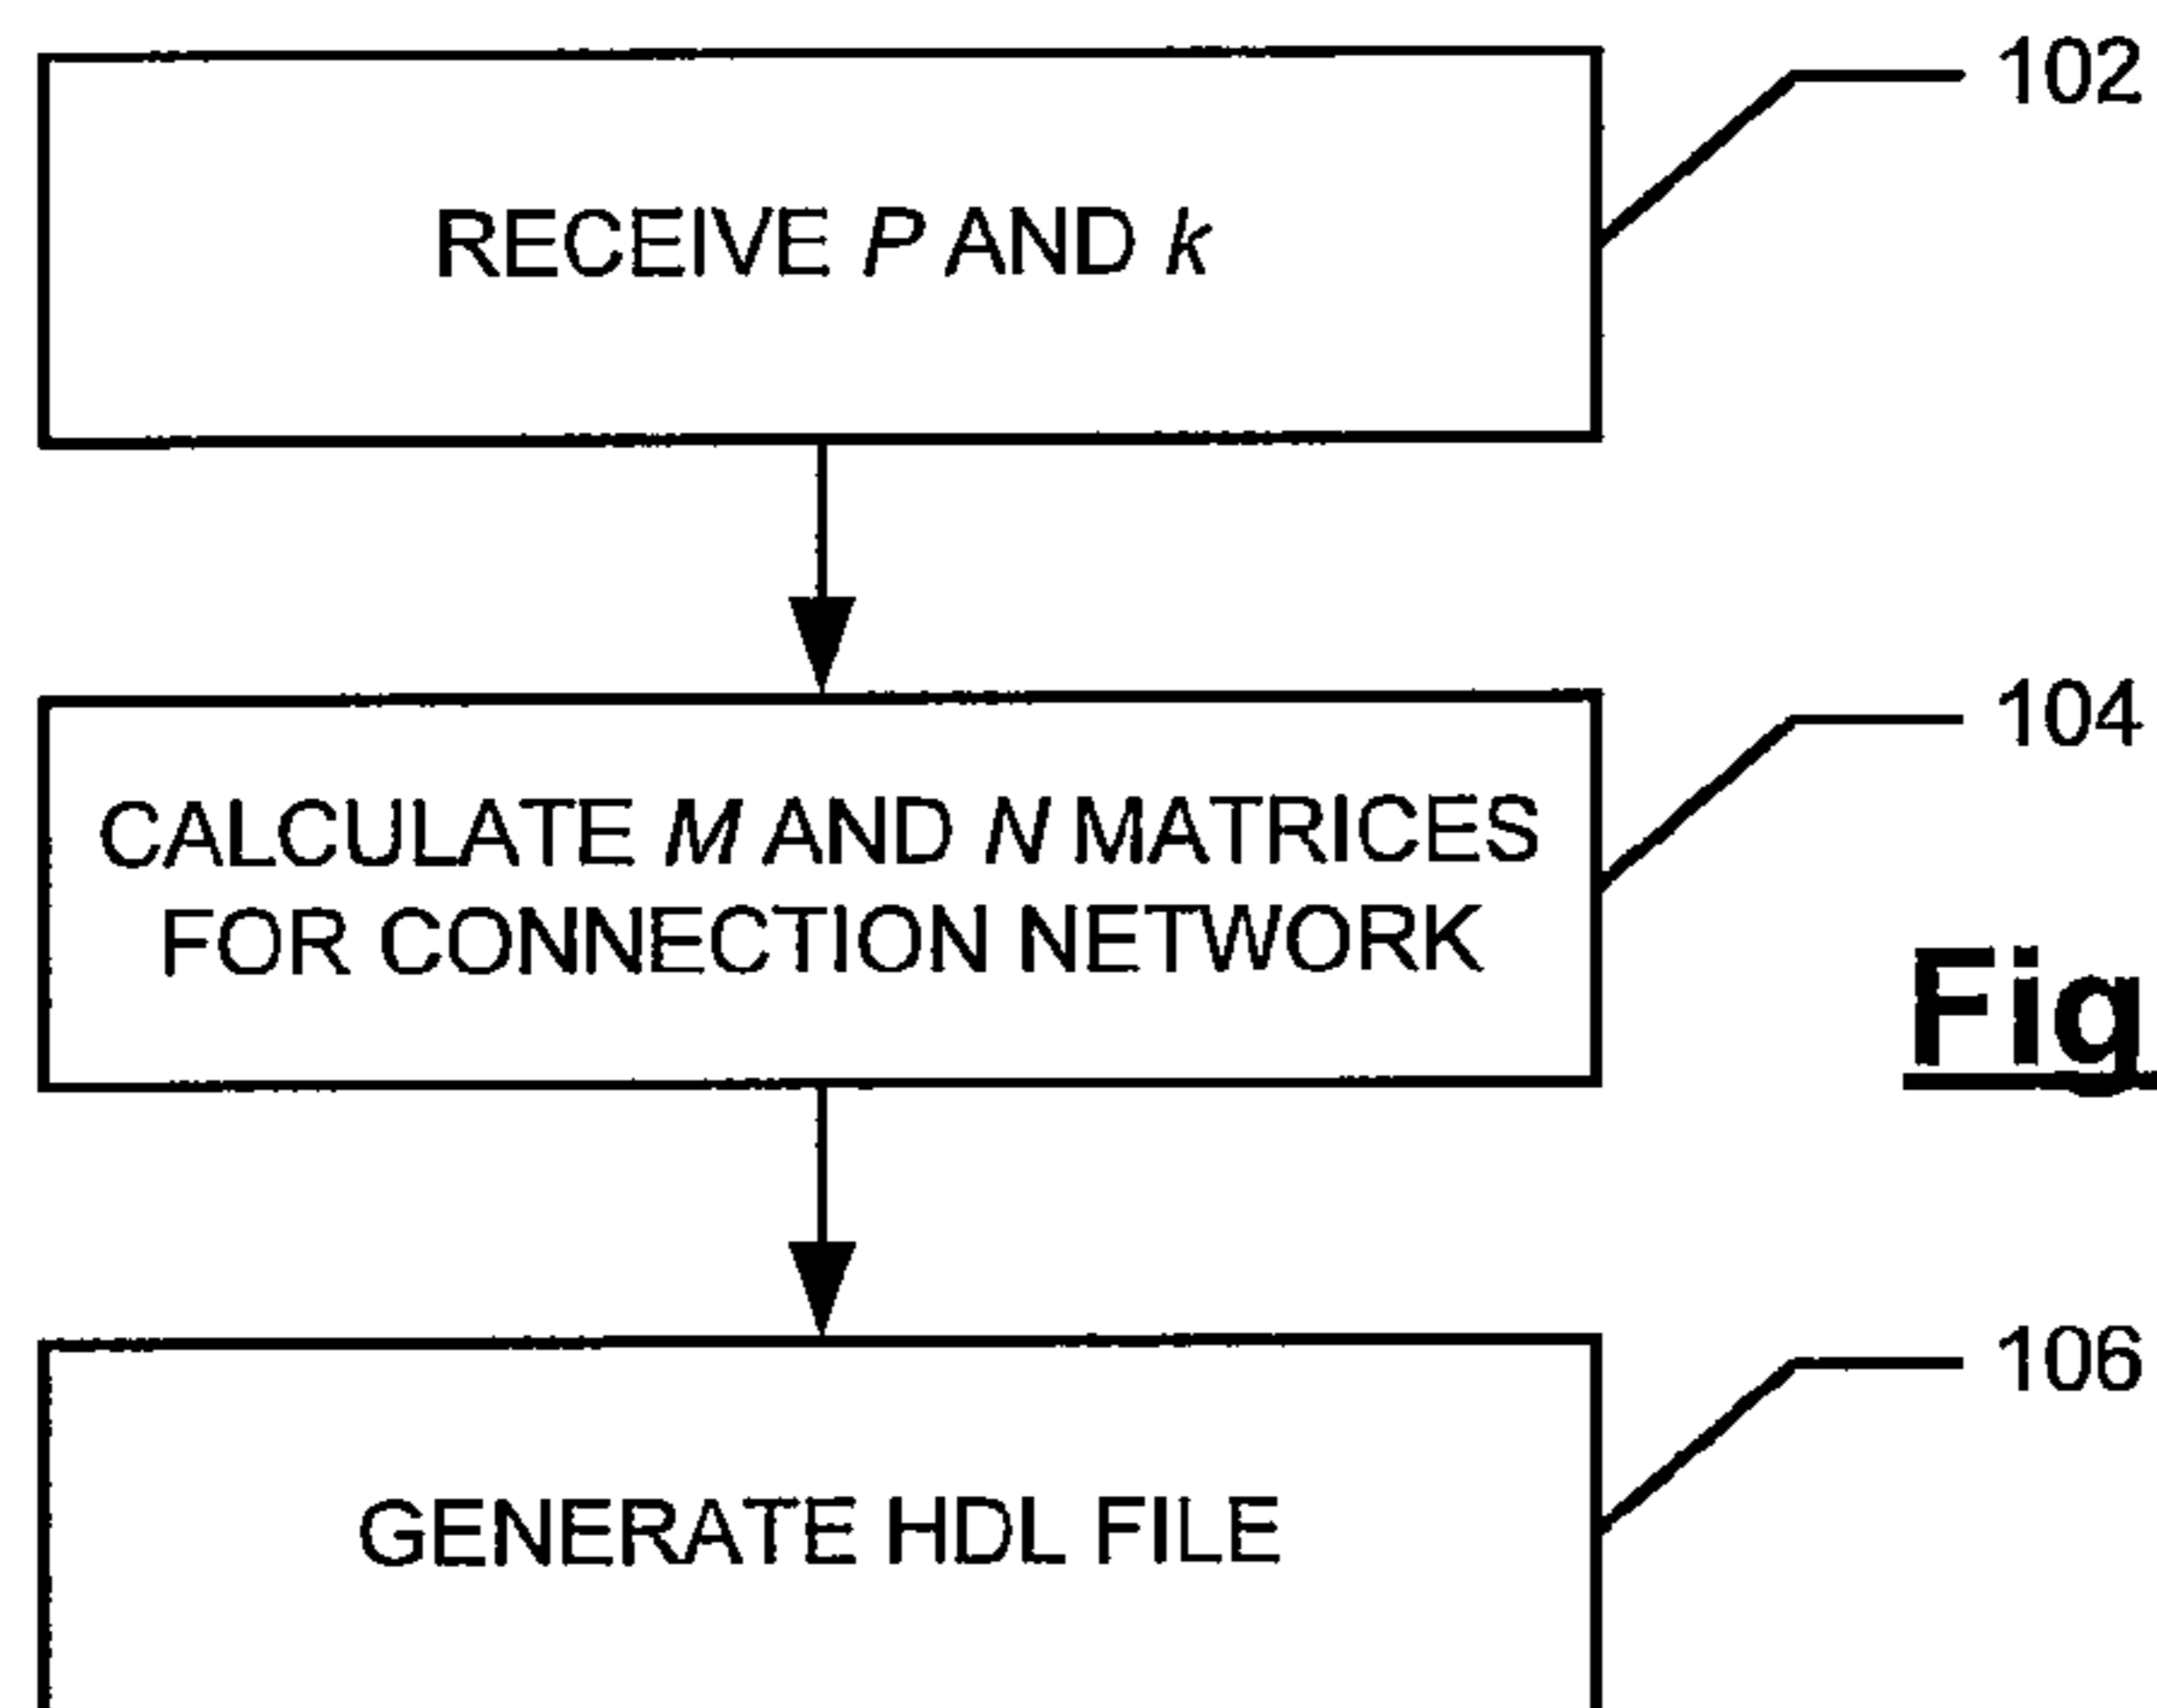 102
RECEIVE P AND k
104
CALCULATE M AND N MATRICES
FOR CONNECTION NETWORK
Fig
106
GENERATE HDL FILE